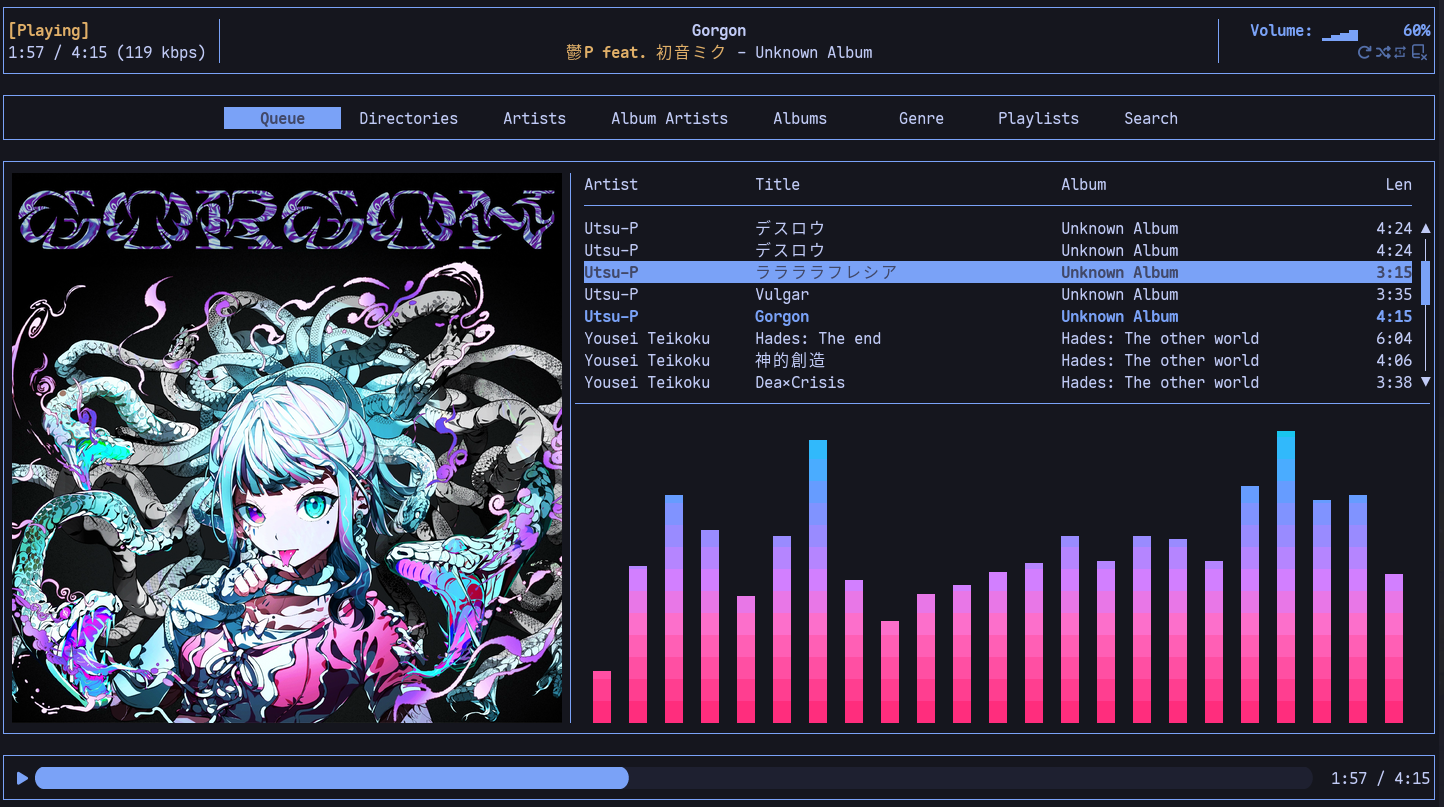 [Playing] Gorgon Volume: 60%
1:57 / 4:15 (119 kbps) 鬱P feat. 初音ミク - Unknown Album
Queue Directories Artists Album Artists Albums Genre Playlists Search
GORGON
Artist Title Album Len
Utsu-P デスロウ Unknown Album 4:24
Utsu-P デスロウ Unknown Album 4:24
Utsu-P ララララフレシア Unknown Album 3:15
Utsu-P Vulgar Unknown Album 3:35
Utsu-P Gorgon Unknown Album 4:15
Yousei Teikoku Hades: The end Hades: The other world 6:04
Yousei Teikoku 神的創造 Hades: The other world 4:06
Yousei Teikoku Dea×Crisis Hades: The other world 3:38
1:57 / 4:15